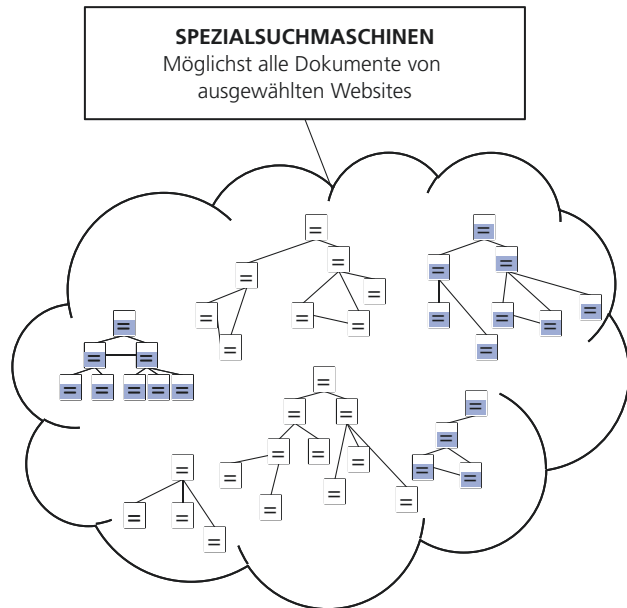 SPEZIALSUCHMASCHINEN
Möglichst alle Dokumente von
ausgewählten Websites